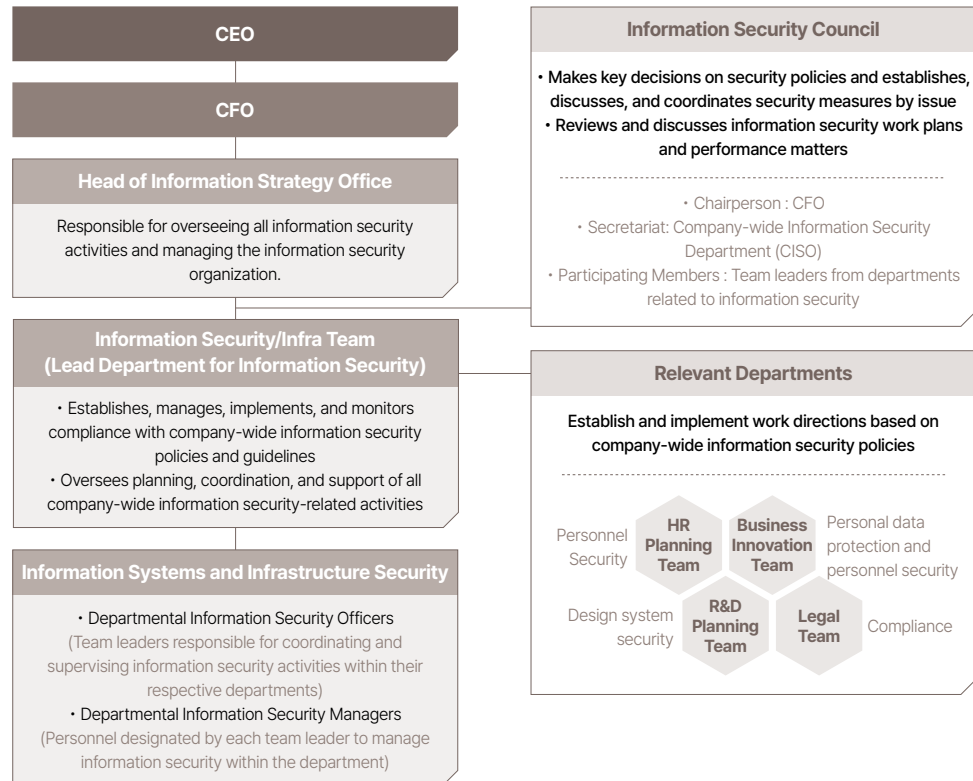 CEO
CFO
Head of Information Strategy Office
Responsible for overseeing all information security
activities and managing the information security
organization.
Information Security/Infra Team
(Lead Department for Information Security)
• Establishes, manages, implements, and monitors
compliance with company-wide information security
policies and guidelines
• Oversees planning, coordination, and support of all
company-wide information security-related activities
Information Systems and Infrastructure Security
• Departmental Information Security Officers
(Team leaders responsible for coordinating and
supervising information security activities within their
respective departments)
• Departmental Information Security Managers
(Personnel designated by each team leader to manage
information security within the department)
Information Security Council
• Makes key decisions on security policies and establishes,
discusses, and coordinates security measures by issue
• Reviews and discusses information security work plans
and performance matters
• Chairperson : CFO
• Secretariat: Company-wide Information Security
Department (CISO)
• Participating Members : Team leaders from departments
related to information security
Relevant Departments
Establish and implement work directions based on
company-wide information security policies
Personnel
Security
HR
Planning
Team
Business
Innovation
Team
Personal data
protection and
personnel security
Design system
security
R&D
Planning
Team
Legal
Team
Compliance